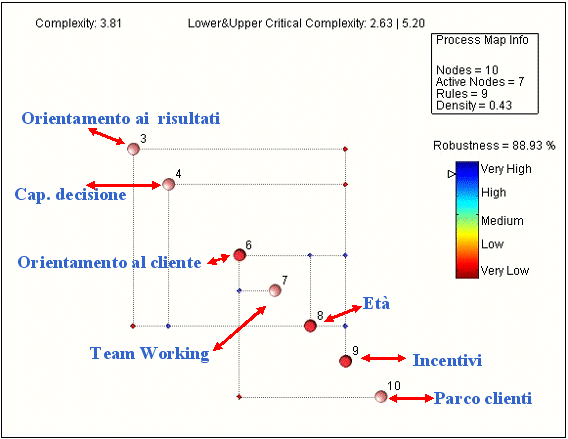 Complexity: 3.81
Lower&Upper Critical Complexity: 2.63 | 5.20
Process Map Info
Nodes = 10
Active Nodes = 7
Rules = 9
Density = 0.43
Orientamento ai risultati
3
Robustness = 88.93 %
Very High
4
Cap. decisione
High
Medium
6
Orientamento al cliente
Low
Very Low
7
Età
8
Team Working
9
Incentivi
10
Parco clienti